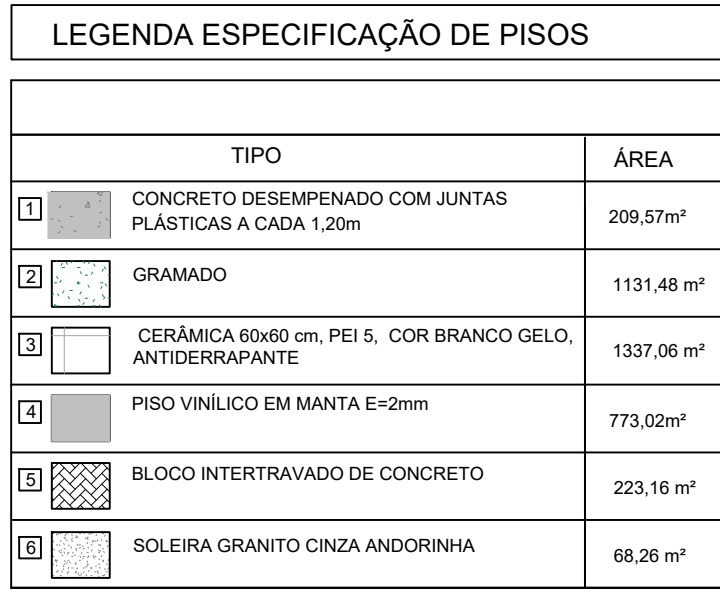 LEGENDA ESPECIFICAÇÃO DE PISOS
TIPO ÁREA
1 CONCRETO DESEMPENADO COM JUNTAS
PLÁSTICAS A CADA 1,20m 209,57m²
2 GRAMADO 1131,48 m²
3 CERÂMICA 60x60 cm, PEI 5, COR BRANCO GELO,
ANTIDERRAPANTE 1337,06 m²
4 PISO VINÍLICO EM MANTA E=2mm 773,02m²
5 BLOCO INTERTRAVADO DE CONCRETO 223,16 m²
6 SOLEIRA GRANITO CINZA ANDORINHA 68,26 m²